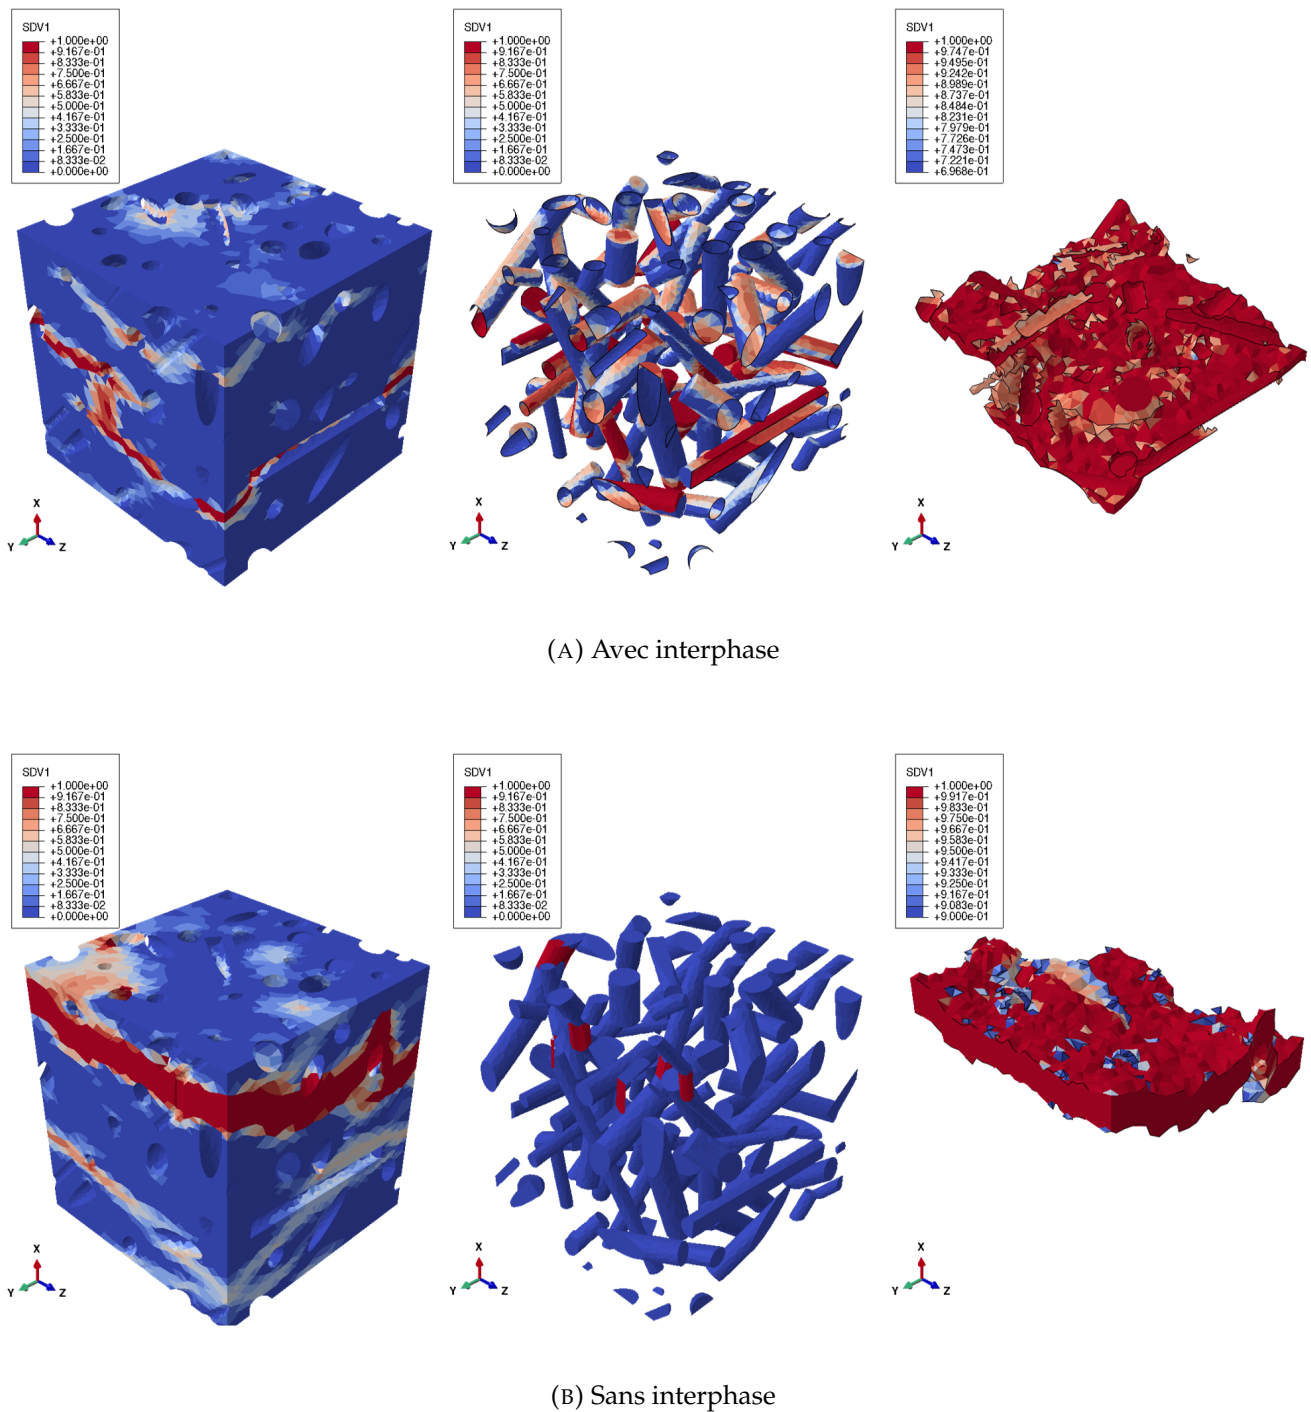 SDV1
+1.000e+00
+9.167e-01
+8.333e-01
+7.500e-01
+6.667e-01
+5.833e-01
+5.000e-01
+4.167e-01
+3.333e-01
+2.500e-01
+1.667e-01
+8.333e-02
+0.000e+00
X
Y
Z
SDV1
+1.000e+00
+9.167e-01
+8.333e-01
+7.500e-01
+6.667e-01
+5.833e-01
+5.000e-01
+4.167e-01
+3.333e-01
+2.500e-01
+1.667e-01
+8.333e-02
+0.000e+00
X
Y
Z
SDV1
+1.000e+00
+9.747e-01
+9.495e-01
+9.242e-01
+8.989e-01
+8.737e-01
+8.484e-01
+8.231e-01
+7.979e-01
+7.726e-01
+7.473e-01
+7.221e-01
+6.968e-01
X
Y
Z
(A) Avec interphase
SDV1
+1.000e+00
+9.167e-01
+8.333e-01
+7.500e-01
+6.667e-01
+5.833e-01
+5.000e-01
+4.167e-01
+3.333e-01
+2.500e-01
+1.667e-01
+8.333e-02
+0.000e+00
X
Y
Z
SDV1
+1.000e+00
+9.167e-01
+8.333e-01
+7.500e-01
+6.667e-01
+5.833e-01
+5.000e-01
+4.167e-01
+3.333e-01
+2.500e-01
+1.667e-01
+8.333e-02
+0.000e+00
X
Y
Z
SDV1
+1.000e+00
+9.917e-01
+9.833e-01
+9.750e-01
+9.667e-01
+9.583e-01
+9.500e-01
+9.417e-01
+9.333e-01
+9.250e-01
+9.167e-01
+9.083e-01
+9.000e-01
X
Y
Z
(B) Sans interphase